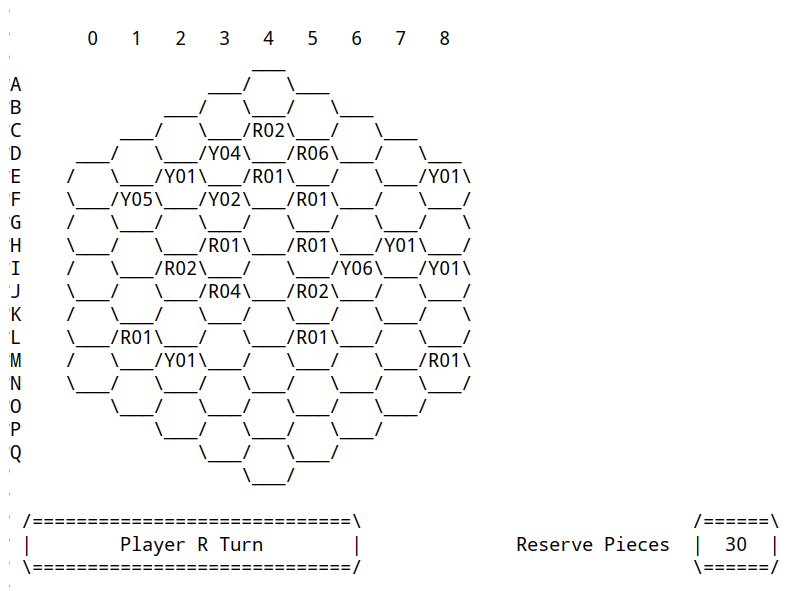 0 1 2 3 4 5 6 7 8
A
B
C R02
D Y04 R06
E Y01 R01 Y01
F Y05 Y02 R01
G
H R01 R01 Y01
I R02 Y06 Y01
J R04 R02
K
L R01 R01
M Y01 R01
N
O
P
Q
Player R Turn Reserve Pieces 30